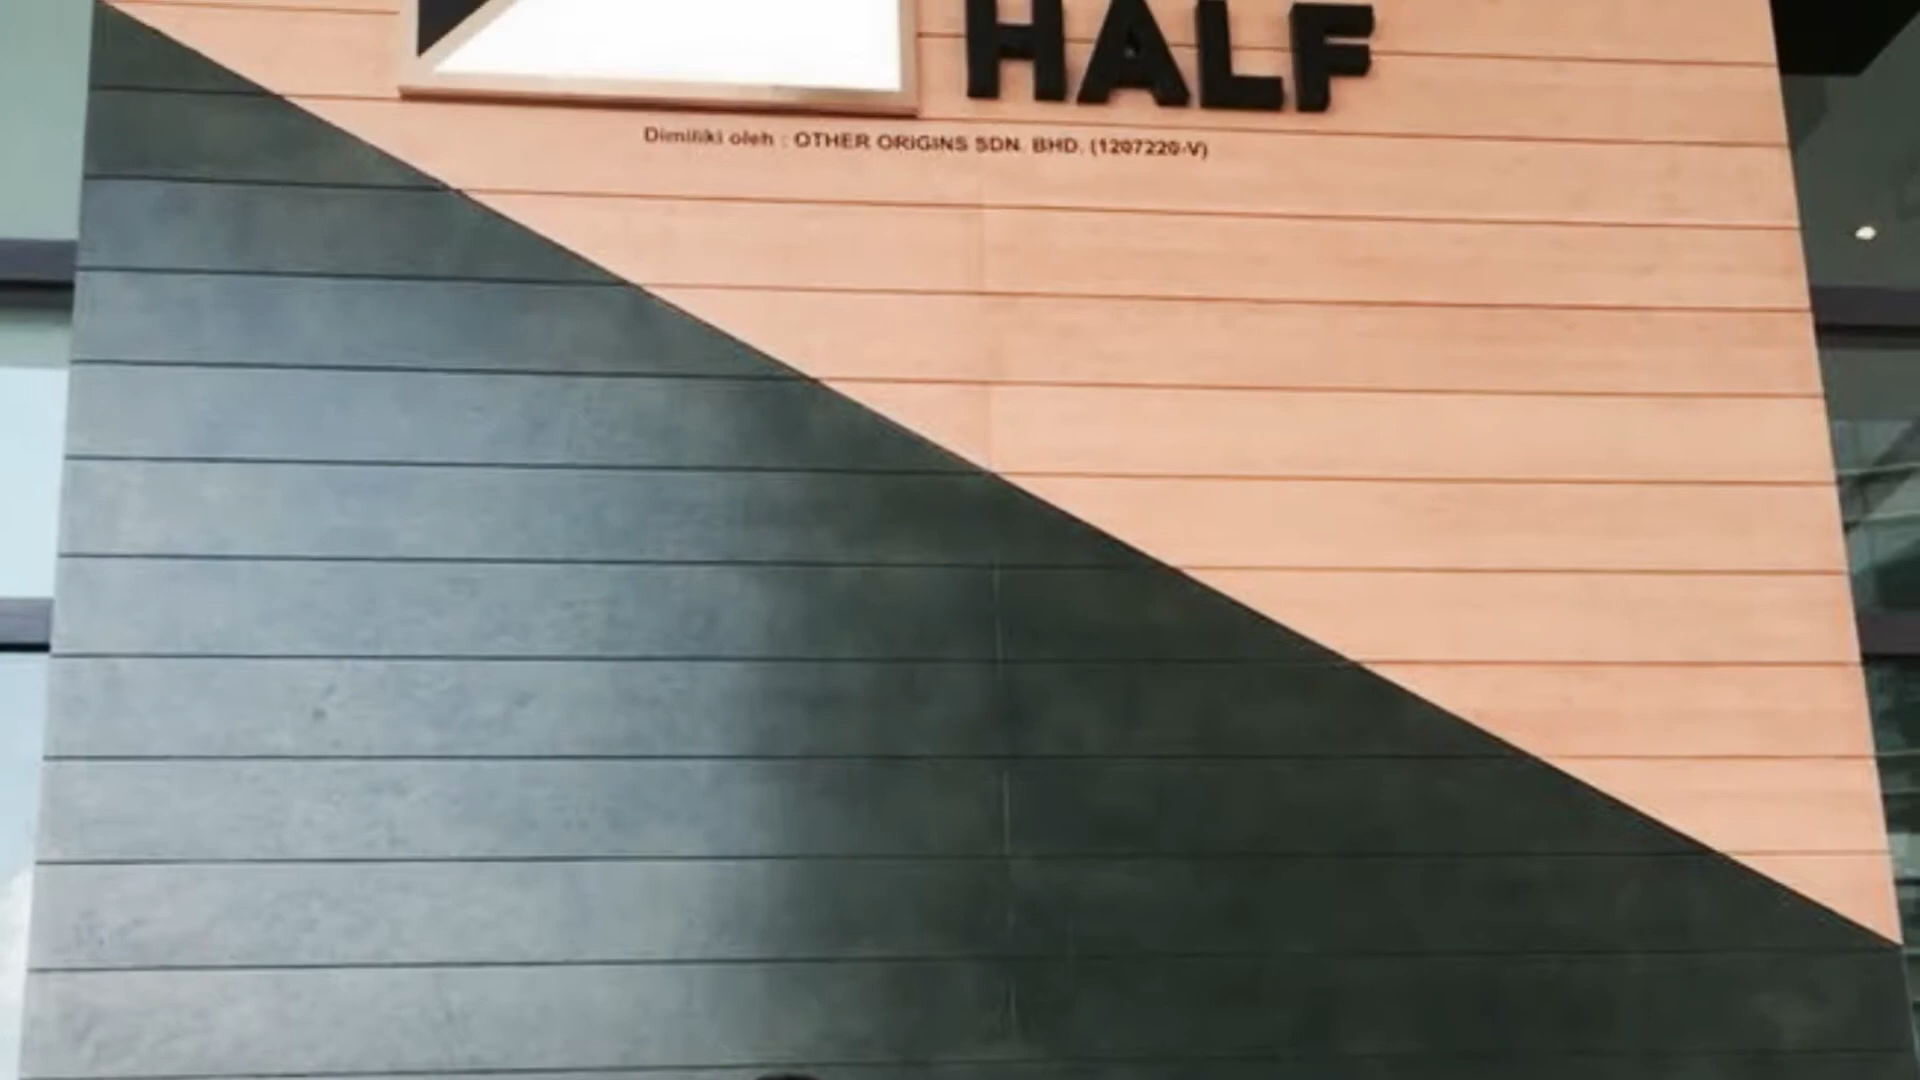 HALF
Dimiliki oleh : OTHER ORIGINS SDN. BHD. (1207220-V)